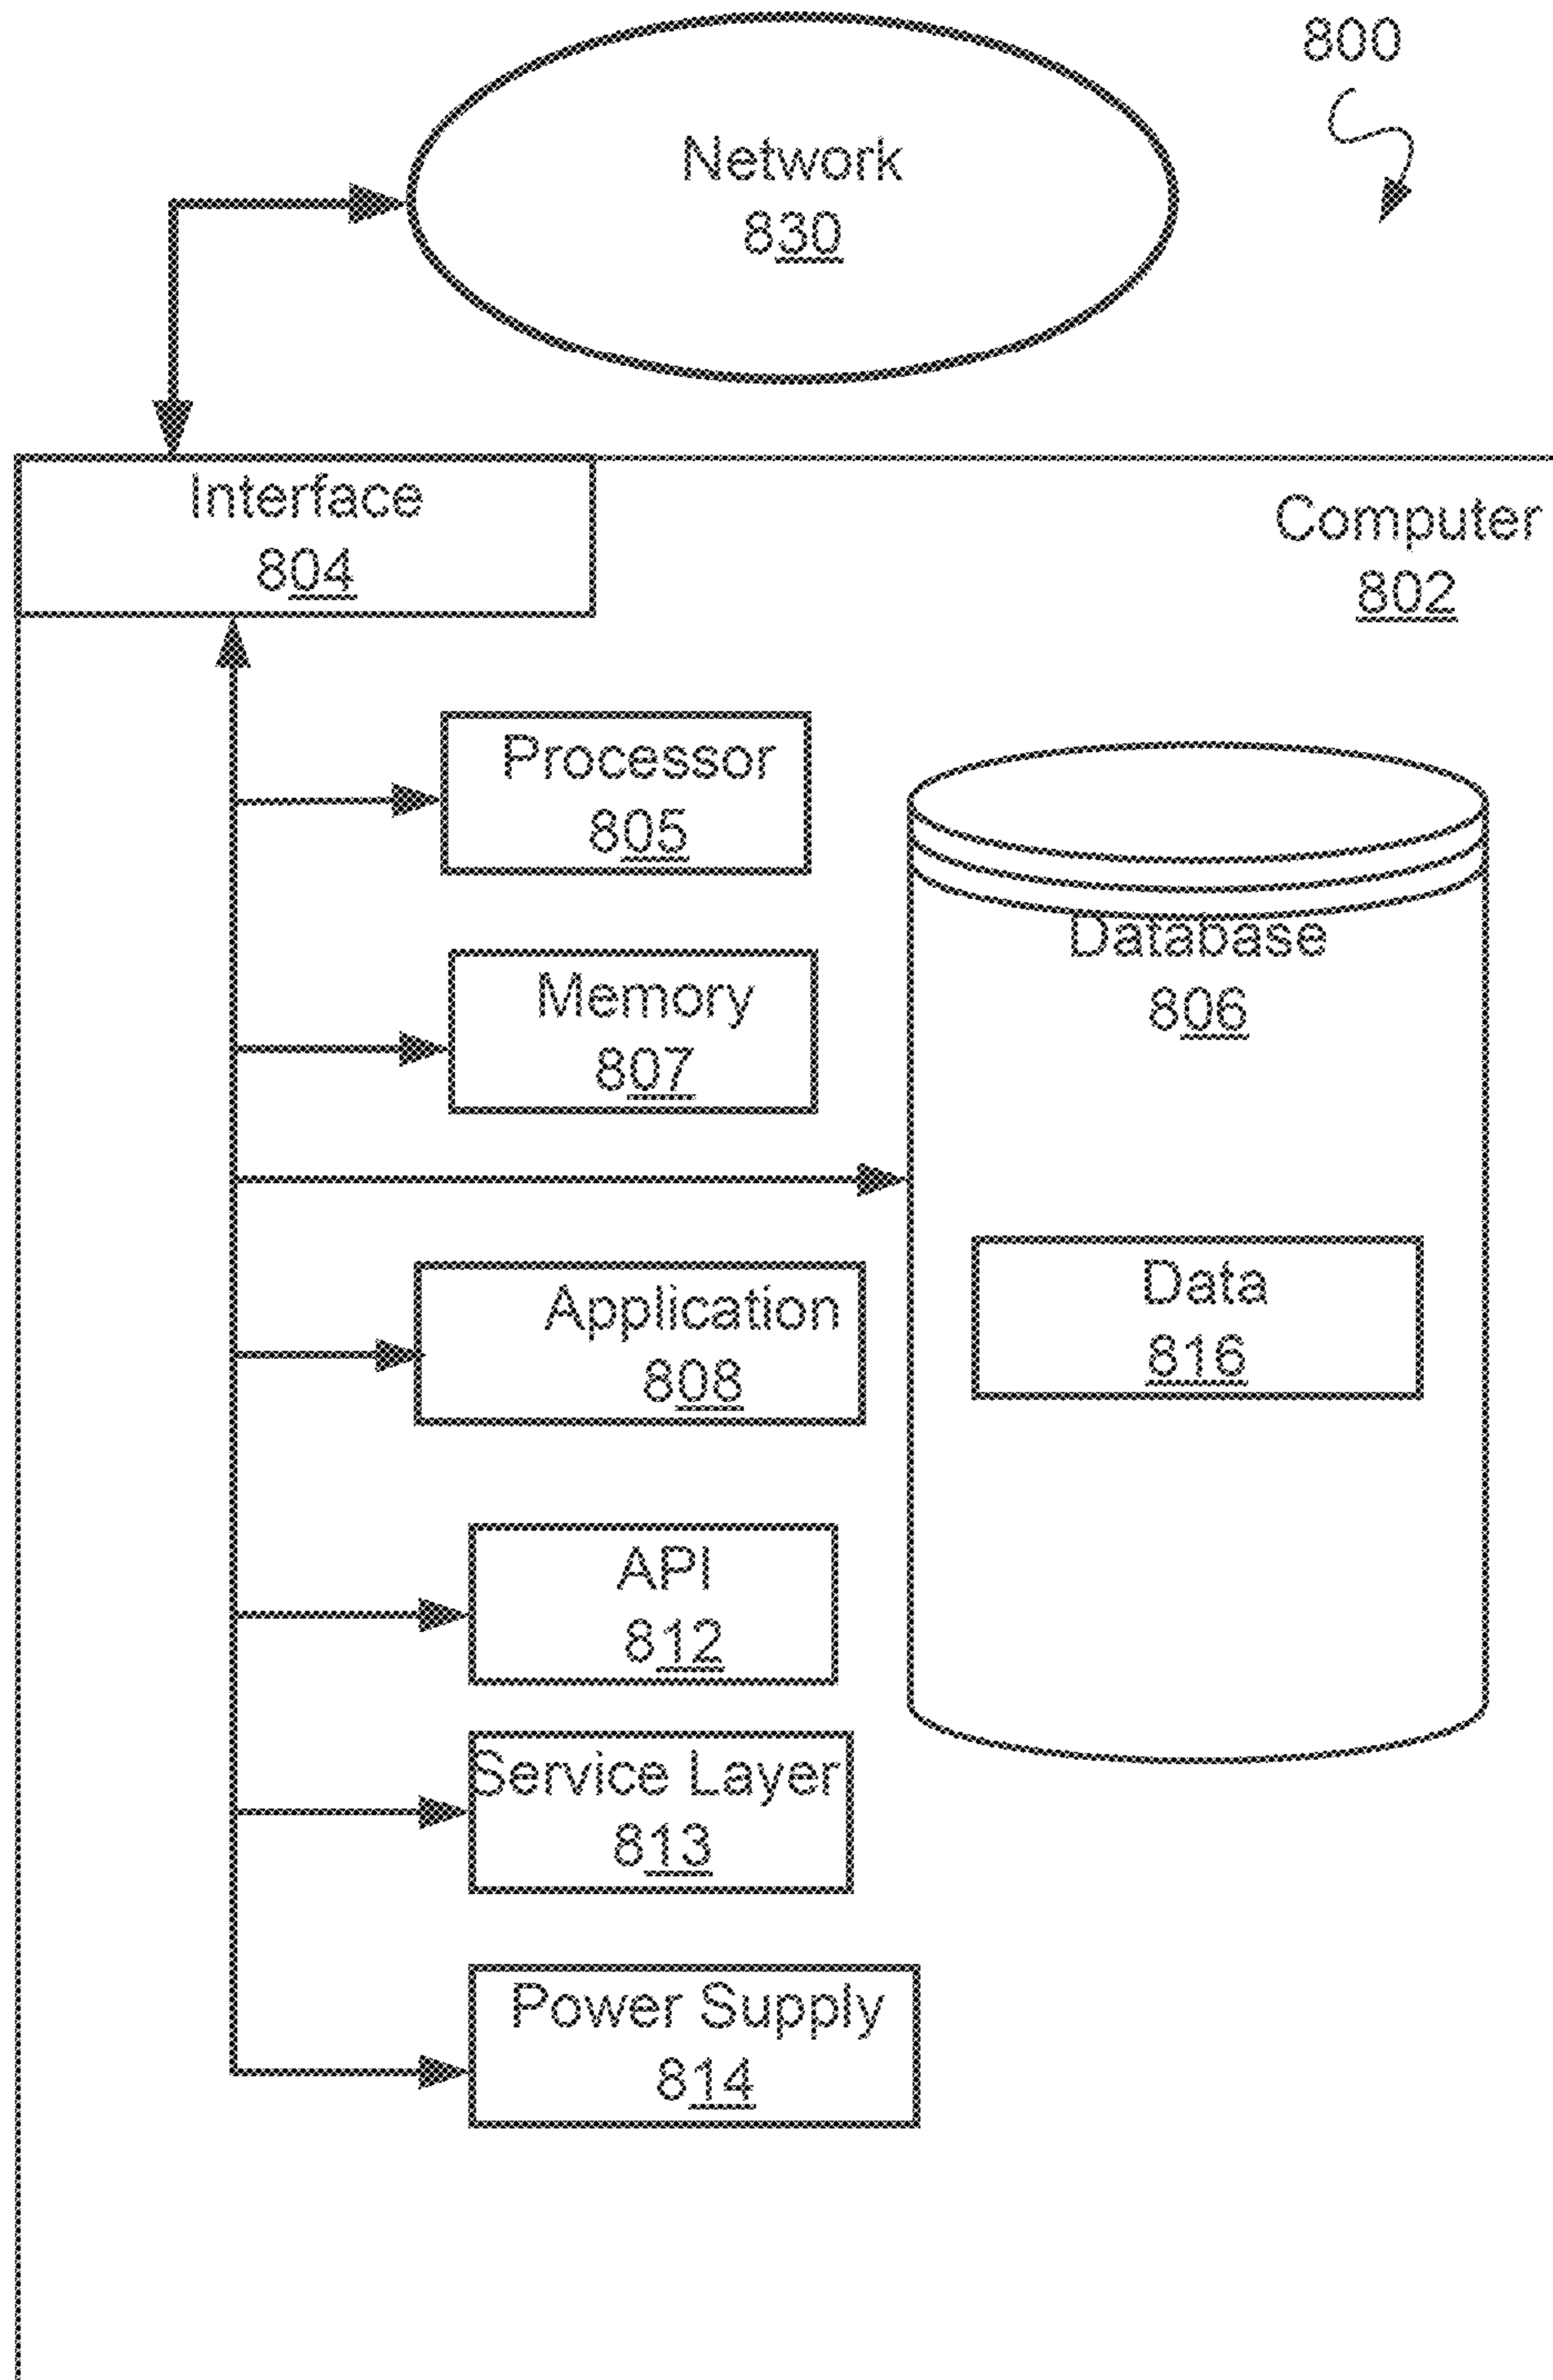 800
Network
830
Interface
804
Computer
802
Processor
805
Database
806
Memory
807
Data
816
Application
808
API
812
Service Layer
813
Power Supply
814